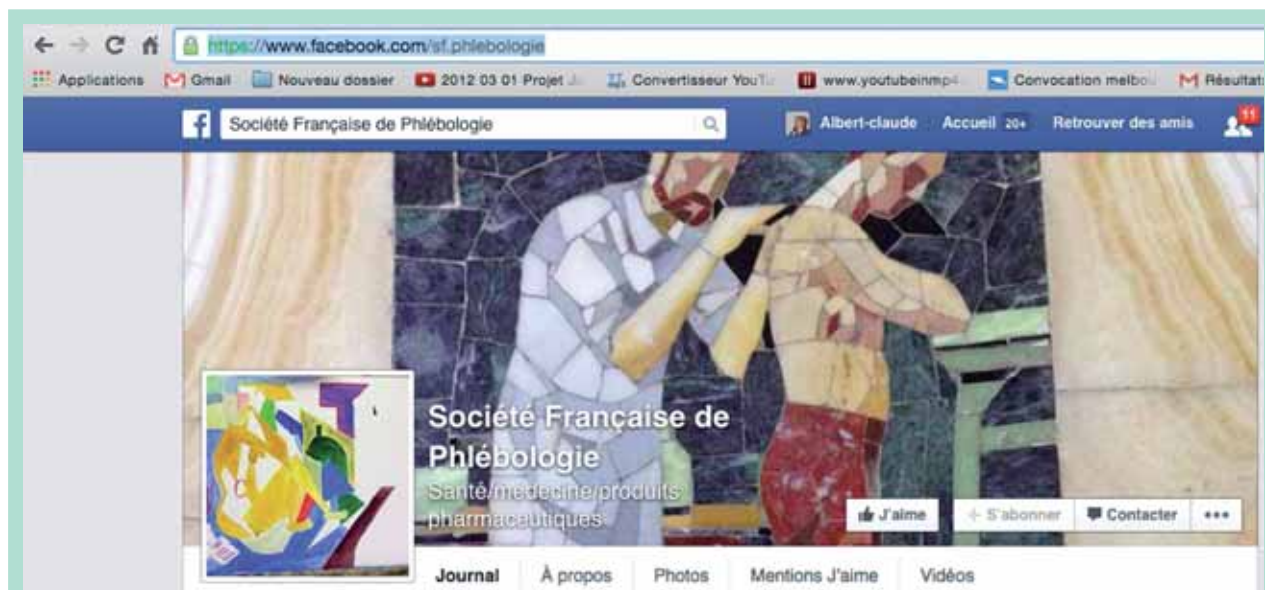 https://www.facebook.com/sf.phlebologie
Applications Gmail Nouveau dossier 2012 03 01 Projet Convertisseur YouTu www.youtubeinmp4 Convocation melbou Résultats
Société Française de Phlébologie Albert-claude Accueil 20+ Retrouver des amis 11
Société Française de
Phlébologie
Santé/médecine/produits
pharmaceutiques
J'aime + S'abonner Contacter
Journal À propos Photos Mentions J'aime Vidéos